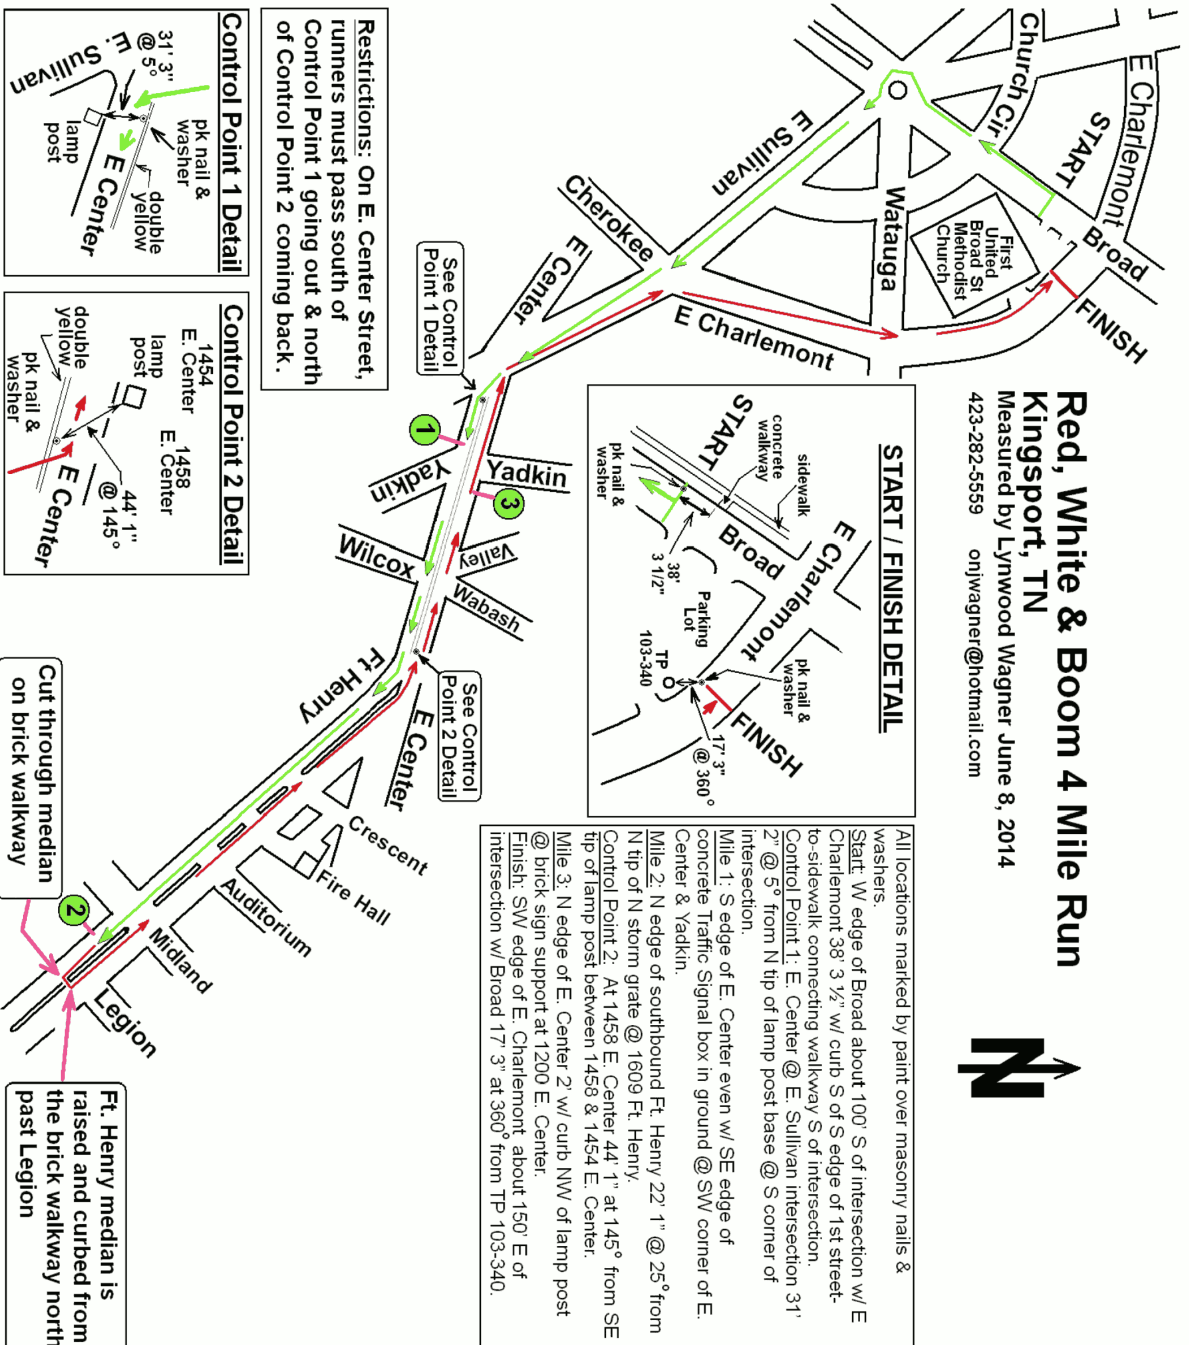 Red, White & Boom 4 Mile Run
Kingsport, TN
Measured by Lynwood Wagner June 8, 2014
423-282-5559 onjwagner@hotmail.com
N
All locations marked by paint over masonry nails &
washers.
Start: W edge of Broad about 100' S of intersection w/ E
Charlemont 38' 3 ½" w/ curb S of S edge of 1st street-
to-sidewalk connecting walkway S of intersection.
Control Point 1: E. Center @ E. Sullivan intersection 31'
2" @ 5° from N tip of lamp post base @ S corner of
intersection.
Mile 1: S edge of E. Center even w/ SE edge of
concrete Traffic Signal box in ground @ SW corner of E.
Center & Yadkin.
Mile 2: N edge of southbound Ft. Henry 22' 1" @ 25° from
N tip of N storm grate @ 1609 Ft. Henry.
Control Point 2: At 1458 E. Center 44' 1" at 145° from SE
tip of lamp post between 1458 & 1454 E. Center.
Mile 3: N edge of E. Center 2' w/ curb NW of lamp post
@ brick sign support at 1200 E. Center.
Finish: SW edge of E. Charlemont about 150' E of
intersection w/ Broad 17' 3" at 360° from TP 103-340.
START / FINISH DETAIL
sidewalk
concrete
walkway
START
pk nail &
washer
Broad
38'
3 1/2"
E Charlemont
Parking
Lot
TP
103-340
pk nail &
washer
FINISH
17' 3"
@ 360°
E Charlemont
Church Cir
START
Broad
FINISH
First
United
Broad St
Methodist
Church
Watauga
E Sullivan
E Charlemont
Cherokee
E Center
See Control
Point 1 Detail
1
Yadkin
Yadkin
3
Wilcox
Valley
Wabash
See Control
Point 2 Detail
Ft Henry
E Center
Crescent
Fire Hall
Auditorium
Midland
2
Legion
Cut through median
on brick walkway
Ft. Henry median is
raised and curbed from
the brick walkway north
past Legion
Restrictions: On E. Center Street,
runners must pass south of
Control Point 1 going out & north
of Control Point 2 coming back.
Control Point 1 Detail
pk nail &
washer
31' 3"
@ 5°
E. Sullivan
lamp
post
double
yellow
E Center
Control Point 2 Detail
1454
E. Center
1458
E. Center
lamp
post
double
yellow
pk nail &
washer
44' 1"
@ 145°
E Center